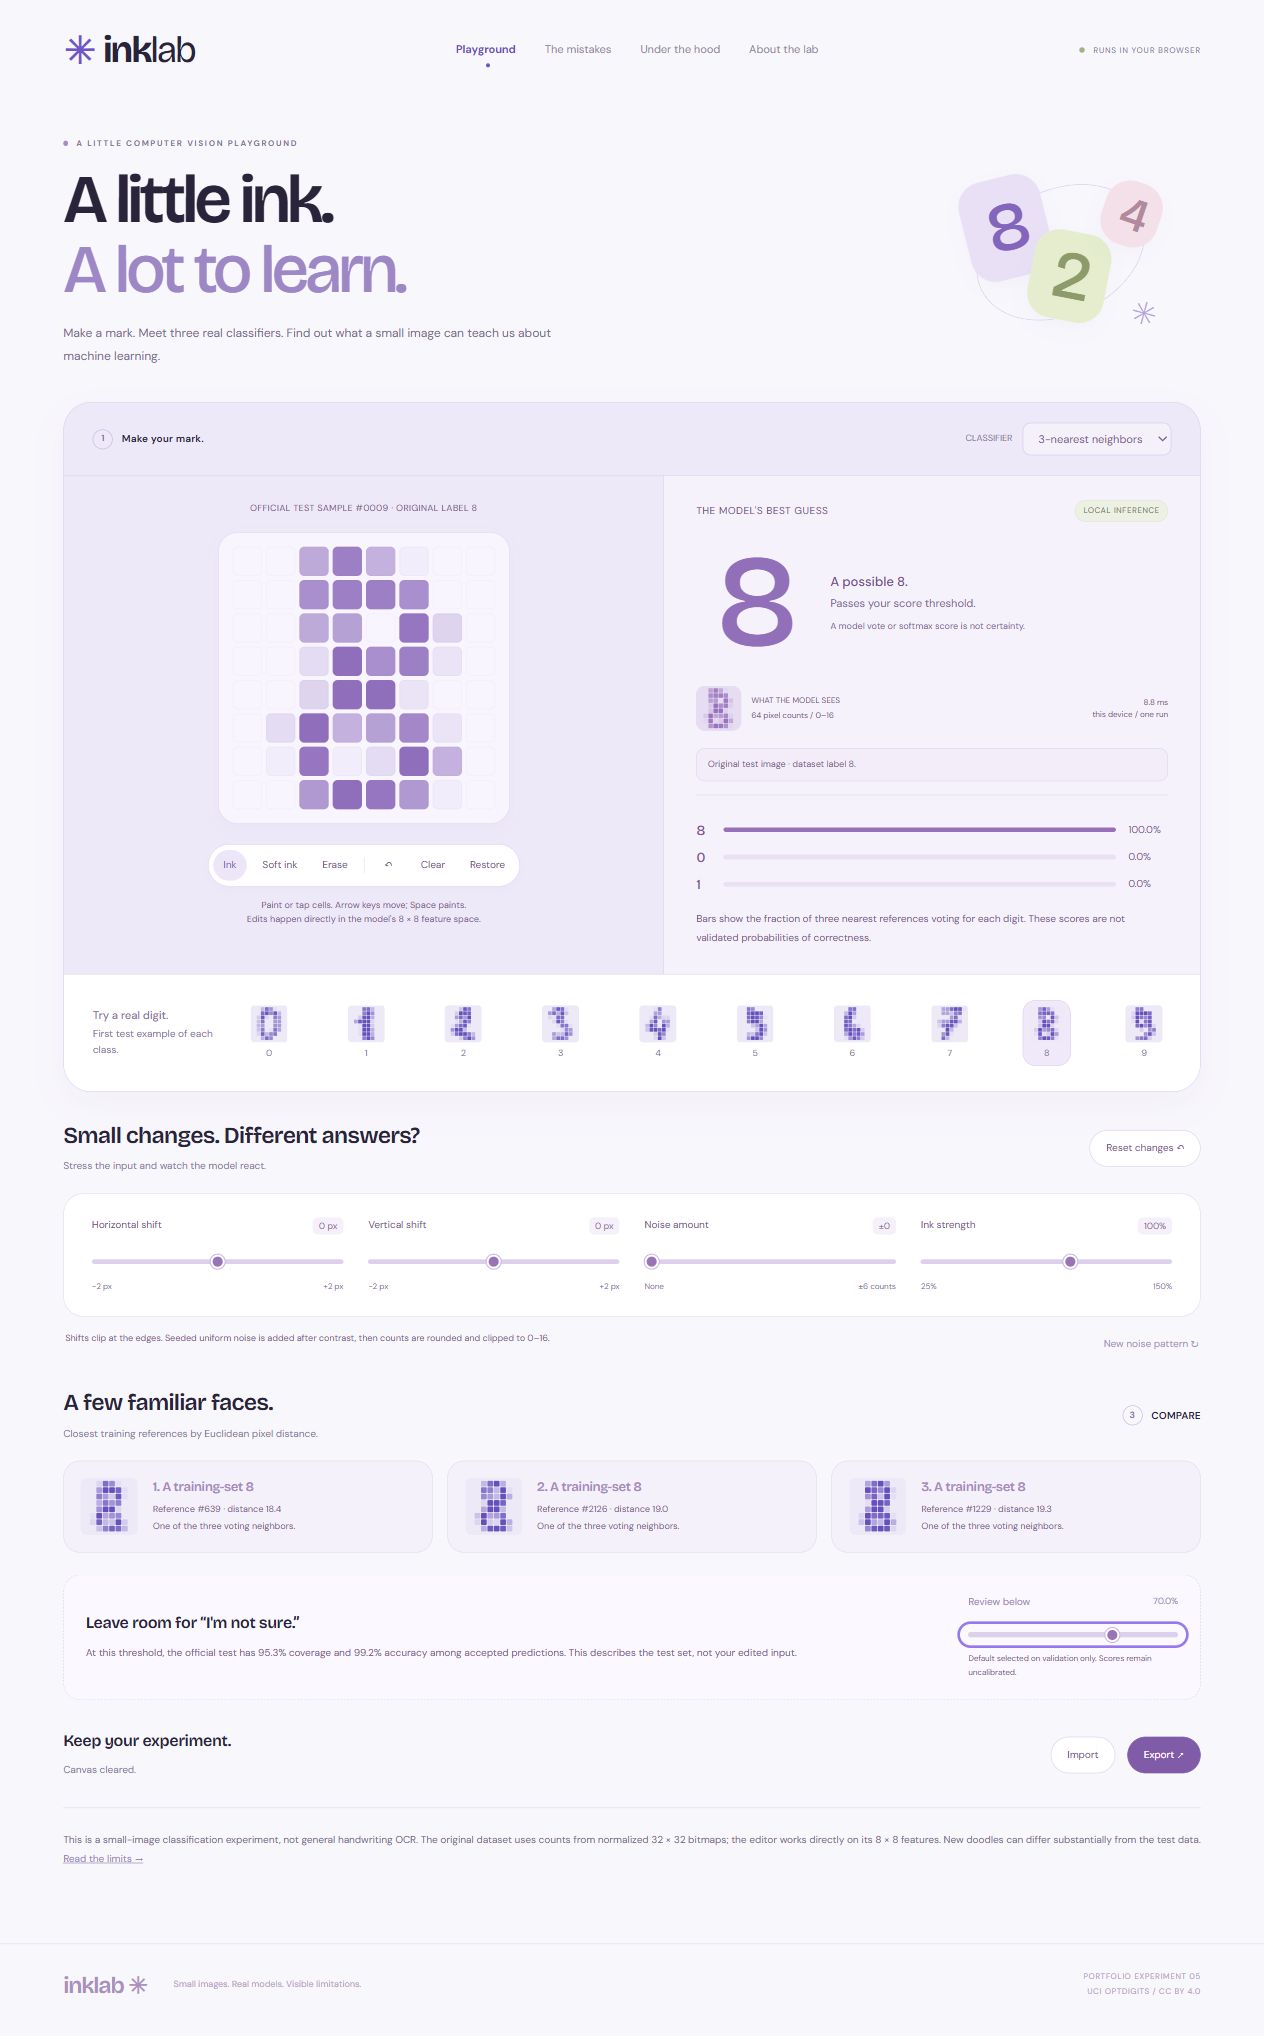 inklab
Playground
The mistakes
Under the hood
About the lab
RUNS IN YOUR BROWSER
A LITTLE COMPUTER VISION PLAYGROUND
A little ink.
A lot to learn.
Make a mark. Meet three real classifiers. Find out what a small image can teach us about
machine learning.
8
4
2
1 Make your mark.
CLASSIFIER 3-nearest neighbors
OFFICIAL TEST SAMPLE #0009 · ORIGINAL LABEL 8
Ink Soft ink Erase ↶ Clear Restore
Paint or tap cells. Arrow keys move; Space paints.
Edits happen directly in the model's 8 × 8 feature space.
THE MODEL'S BEST GUESS
LOCAL INFERENCE
8
A possible 8.
Passes your score threshold.
A model vote or softmax score is not certainty.
WHAT THE MODEL SEES
64 pixel counts / 0–16
8.8 ms
this device / one run
Original test image · dataset label 8.
8 100.0%
0 0.0%
1 0.0%
Bars show the fraction of three nearest references voting for each digit. These scores are not
validated probabilities of correctness.
Try a real digit.
First test example of each
class.
0 1 2 3 4 5 6 7 8 9
Small changes. Different answers?
Stress the input and watch the model react.
Reset changes ↶
Horizontal shift 0 px
−2 px +2 px
Vertical shift 0 px
−2 px +2 px
Noise amount ±0
None ±6 counts
Ink strength 100%
25% 150%
Shifts clip at the edges. Seeded uniform noise is added after contrast, then counts are rounded and clipped to 0–16.
New noise pattern ↻
A few familiar faces.
Closest training references by Euclidean pixel distance.
3 COMPARE
1. A training-set 8
Reference #639 · distance 18.4
One of the three voting neighbors.
2. A training-set 8
Reference #2126 · distance 19.0
One of the three voting neighbors.
3. A training-set 8
Reference #1229 · distance 19.3
One of the three voting neighbors.
Leave room for “I'm not sure.”
At this threshold, the official test has 95.3% coverage and 99.2% accuracy among accepted predictions. This describes the test set, not your edited input.
Review below 70.0%
Default selected on validation only. Scores remain
uncalibrated.
Keep your experiment.
Canvas cleared.
Import
Export ↗
This is a small-image classification experiment, not general handwriting OCR. The original dataset uses counts from normalized 32 × 32 bitmaps; the editor works directly on its 8 × 8 features. New doodles can differ substantially from the test data.
Read the limits →
inklab
Small images. Real models. Visible limitations.
PORTFOLIO EXPERIMENT 05
UCI OPTDIGITS / CC BY 4.0